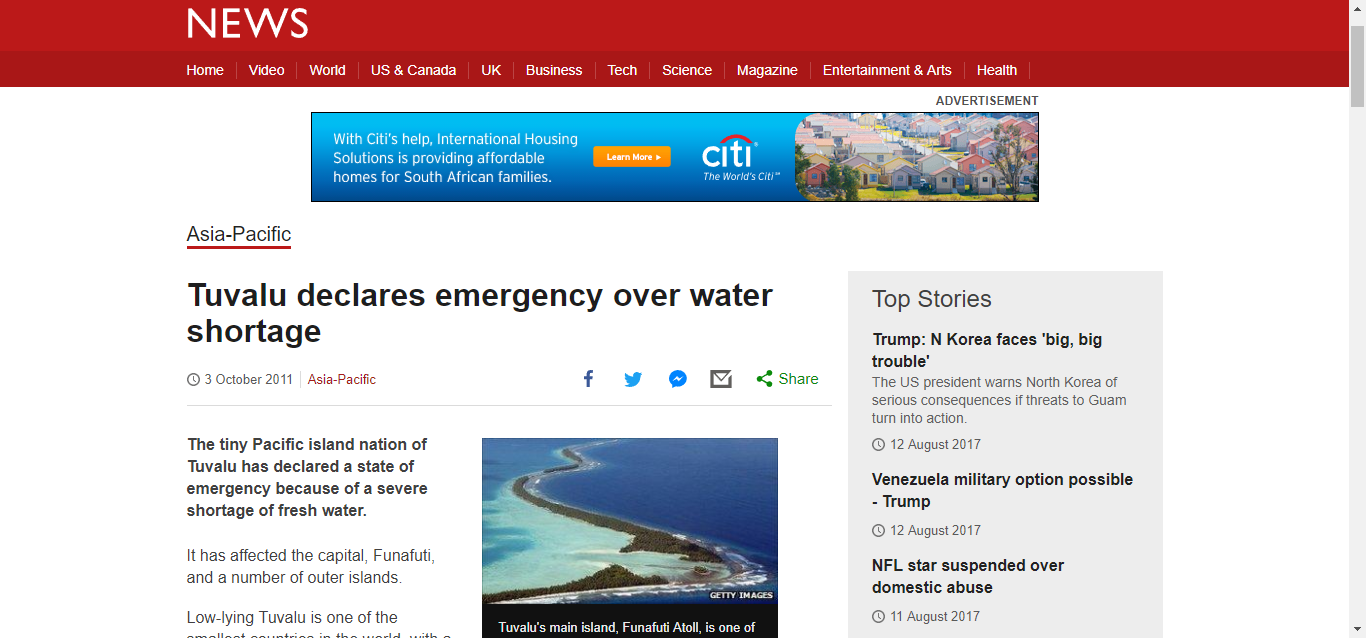 NEWS
Home
Video
World
US & Canada
UK
Business
Tech
Science
Magazine
Entertainment & Arts
Health
ADVERTISEMENT
With Citi's help, International Housing
Solutions is providing affordable
homes for South African families.
Learn More
citi
The World's Citi℠
Asia-Pacific
Tuvalu declares emergency over water
shortage
3 October 2011
Asia-Pacific
Share
The tiny Pacific island nation of
Tuvalu has declared a state of
emergency because of a severe
shortage of fresh water.
It has affected the capital, Funafuti,
and a number of outer islands.
Low-lying Tuvalu is one of the
smallest countries in the world, with a
GETTY IMAGES
Tuvalu's main island, Funafuti Atoll, is one of
Top Stories
Trump: N Korea faces 'big, big
trouble'
The US president warns North Korea of
serious consequences if threats to Guam
turn into action.
12 August 2017
Venezuela military option possible
- Trump
12 August 2017
NFL star suspended over
domestic abuse
11 August 2017